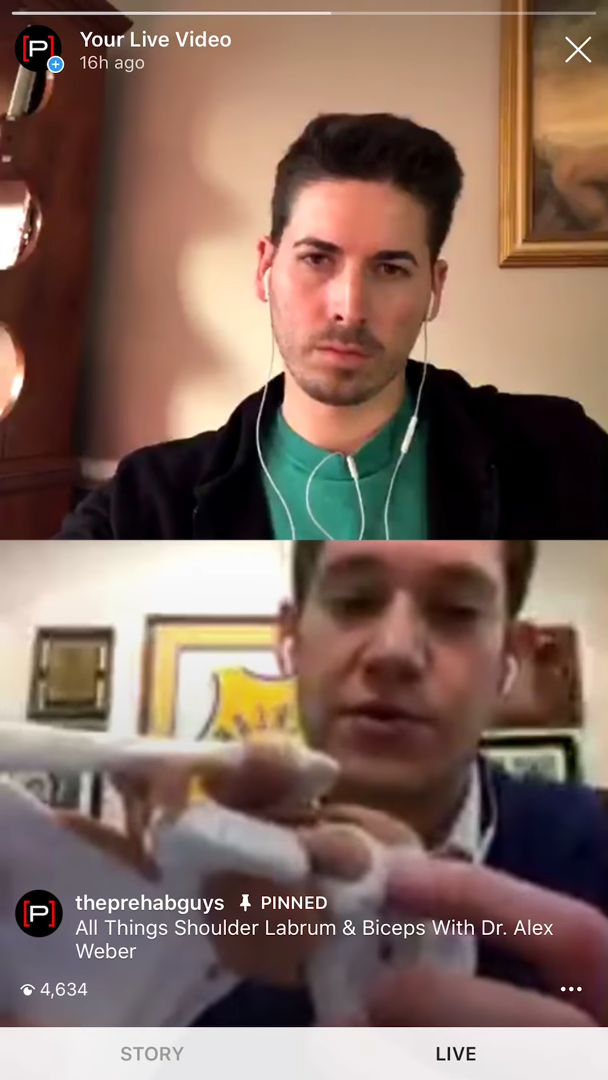 [P]
Your Live Video
16h ago
[P]
theprehabguys PINNED
All Things Shoulder Labrum & Biceps With Dr. Alex
Weber
4,634
STORY LIVE